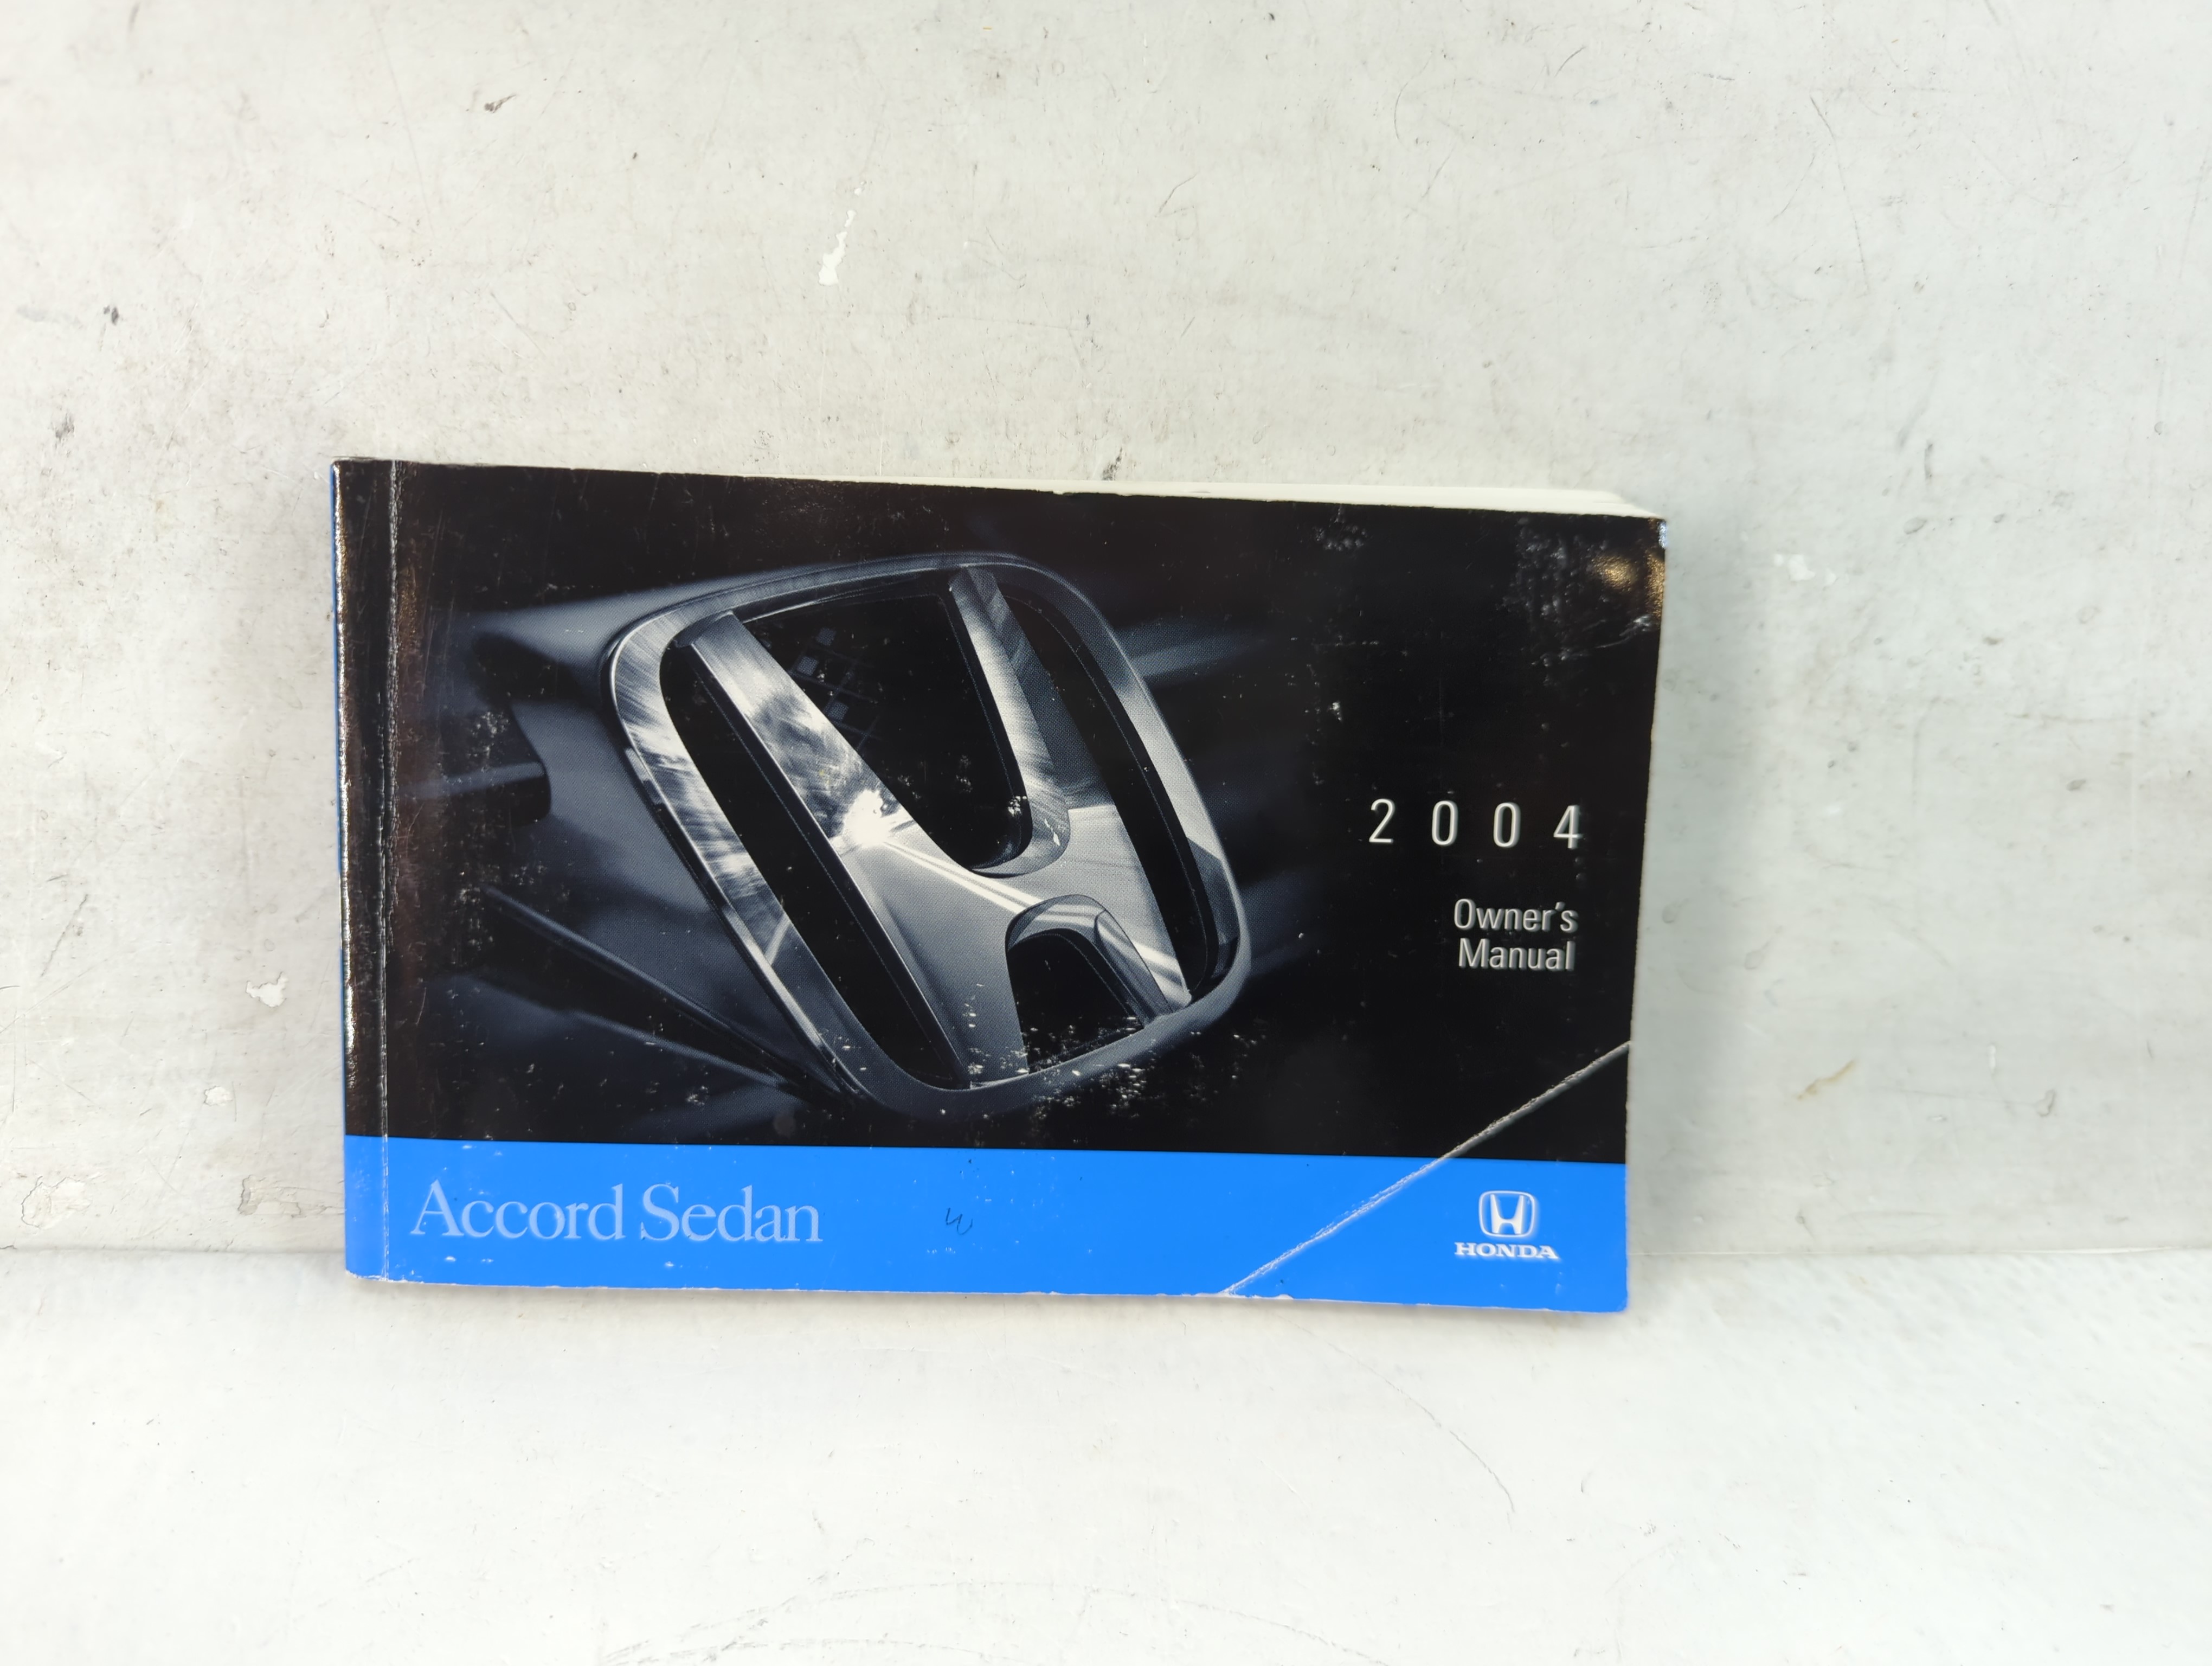 2004
Owner's
Manual
Accord Sedan
HONDA